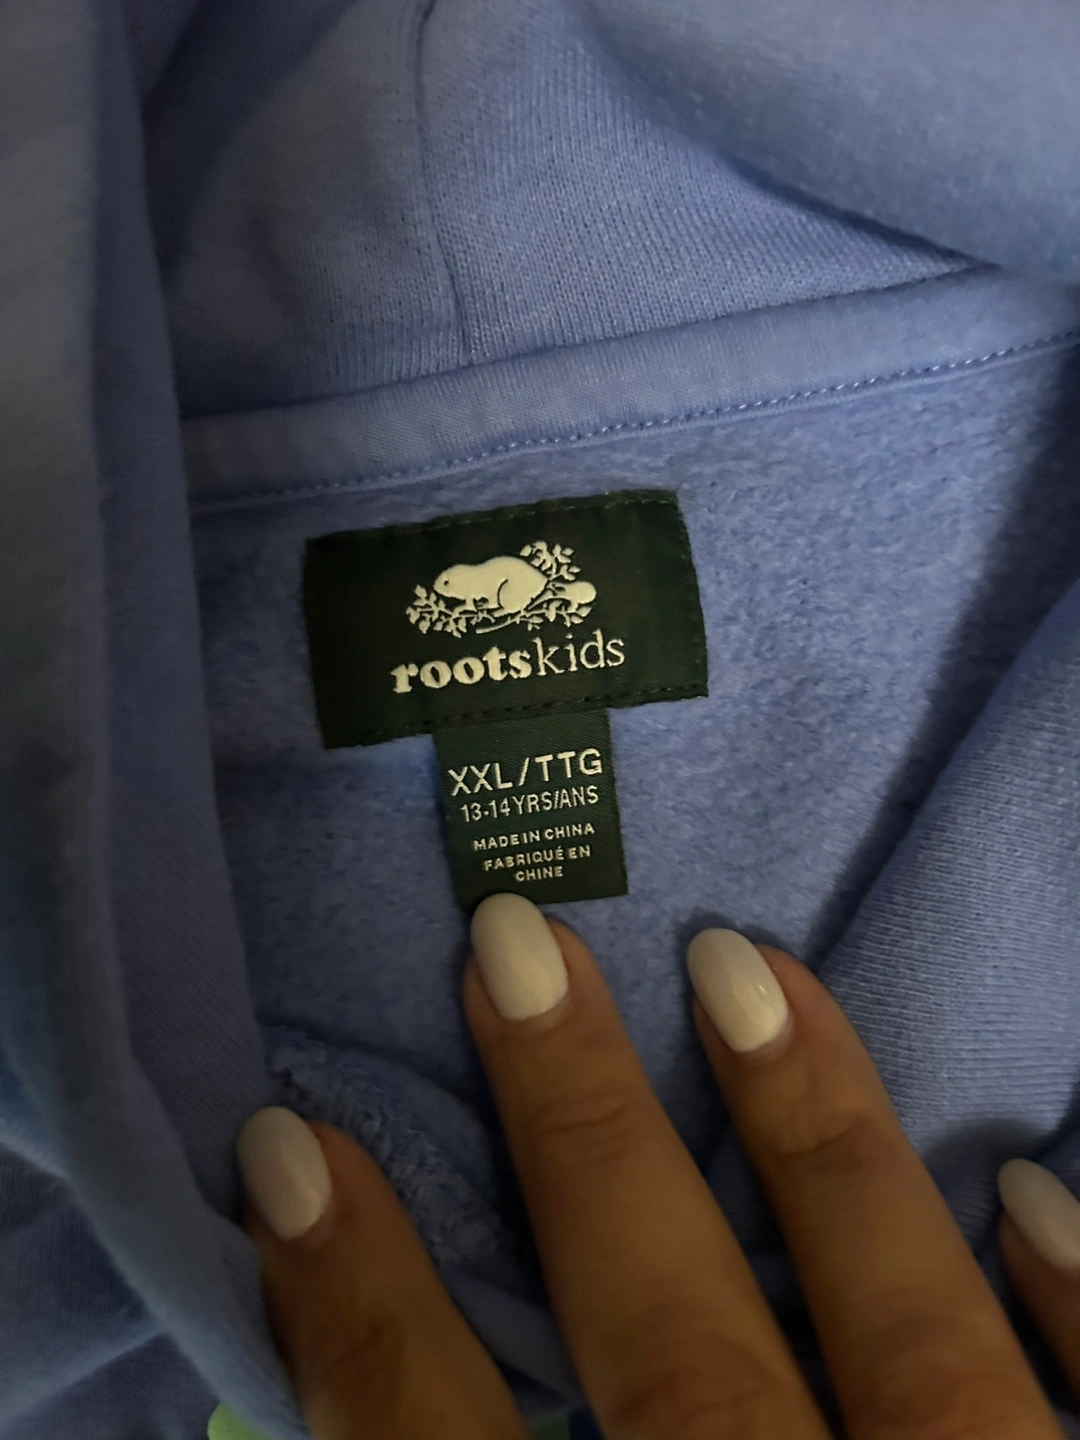 rootskids
XXL/TTG
13-14 YRS/ANS
MADE IN CHINA
FABRIQUÉ EN
CHINE